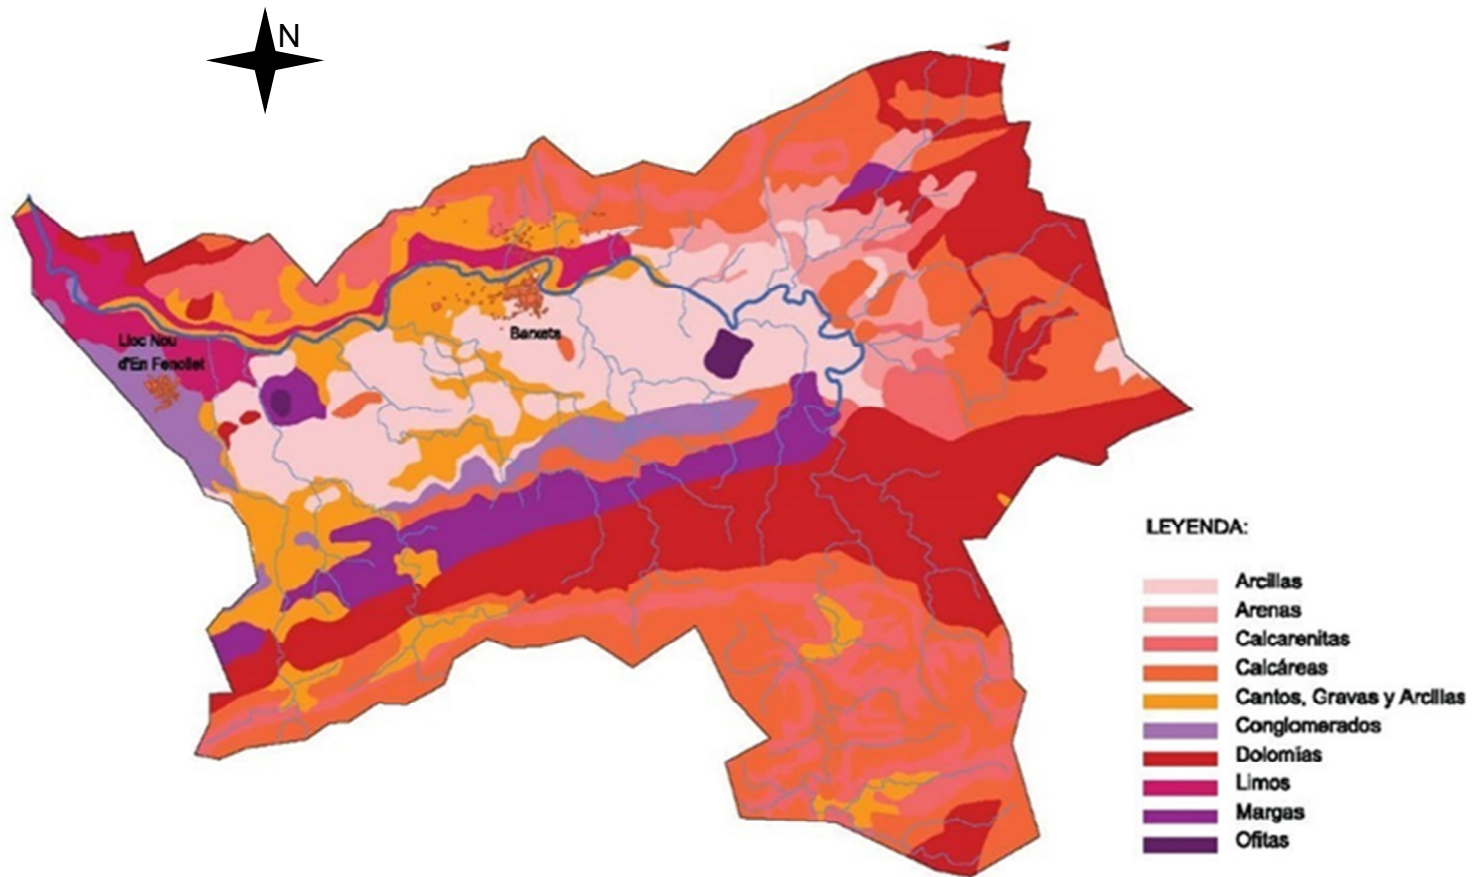 N
Lloc Nou
d'En Fenollet
Barxeta
LEYENDA:
Arcillas
Arenas
Calcarenitas
Calcáreas
Cantos, Gravas y Arcillas
Conglomerados
Dolomías
Limos
Margas
Ofitas